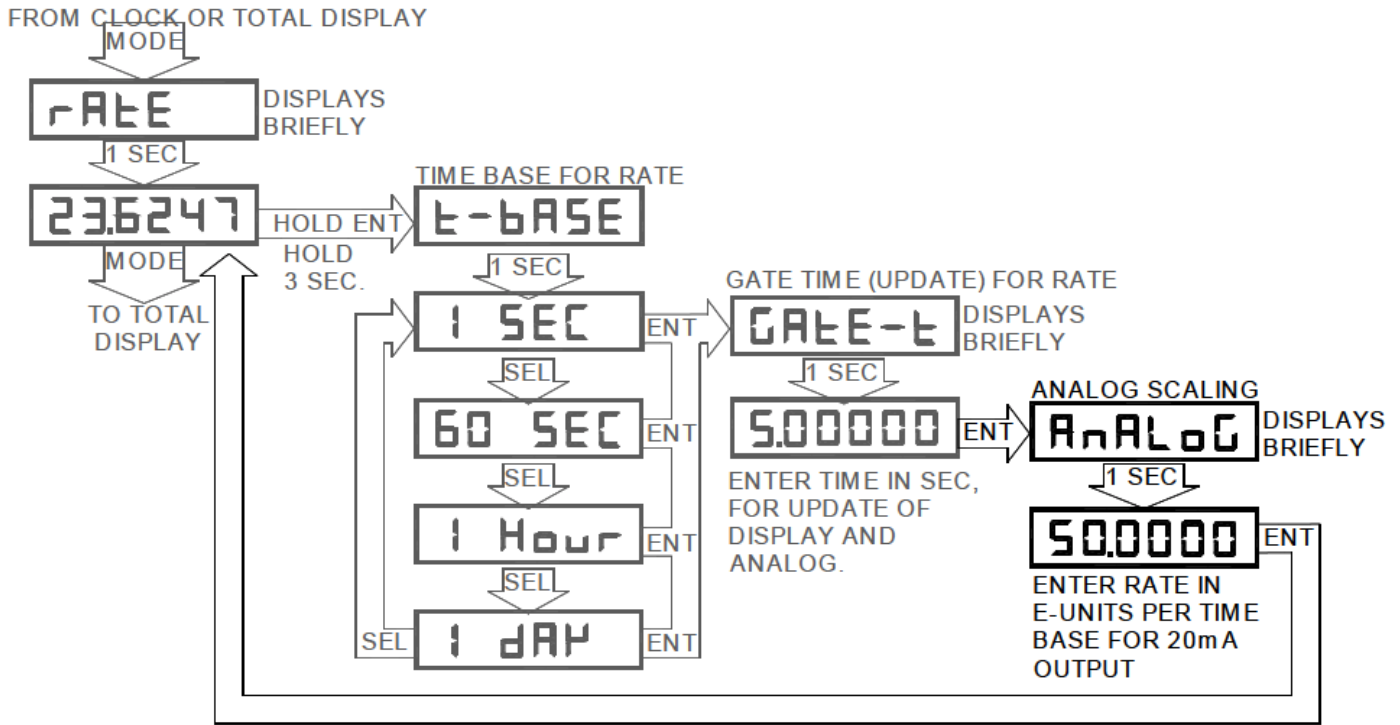 FROM CLOCK OR TOTAL DISPLAY
MODE
rAtE
DISPLAYS
BRIEFLY
1 SEC
23.6247
HOLD ENT
HOLD
3 SEC.
MODE
TO TOTAL
DISPLAY
TIME BASE FOR RATE
t-bASE
1 SEC
1 SEC
ENT
SEL
60 SEC
ENT
SEL
1 Hour
ENT
SEL
1 dAY
SEL
ENT
GATE TIME (UPDATE) FOR RATE
GAtE-t
DISPLAYS
BRIEFLY
1 SEC
5.00000
ENT
ENTER TIME IN SEC,
FOR UPDATE OF
DISPLAY AND
ANALOG.
ANALOG SCALING
AnALoG
DISPLAYS
BRIEFLY
1 SEC
50.0000
ENT
ENTER RATE IN
E-UNITS PER TIME
BASE FOR 20mA
OUTPUT